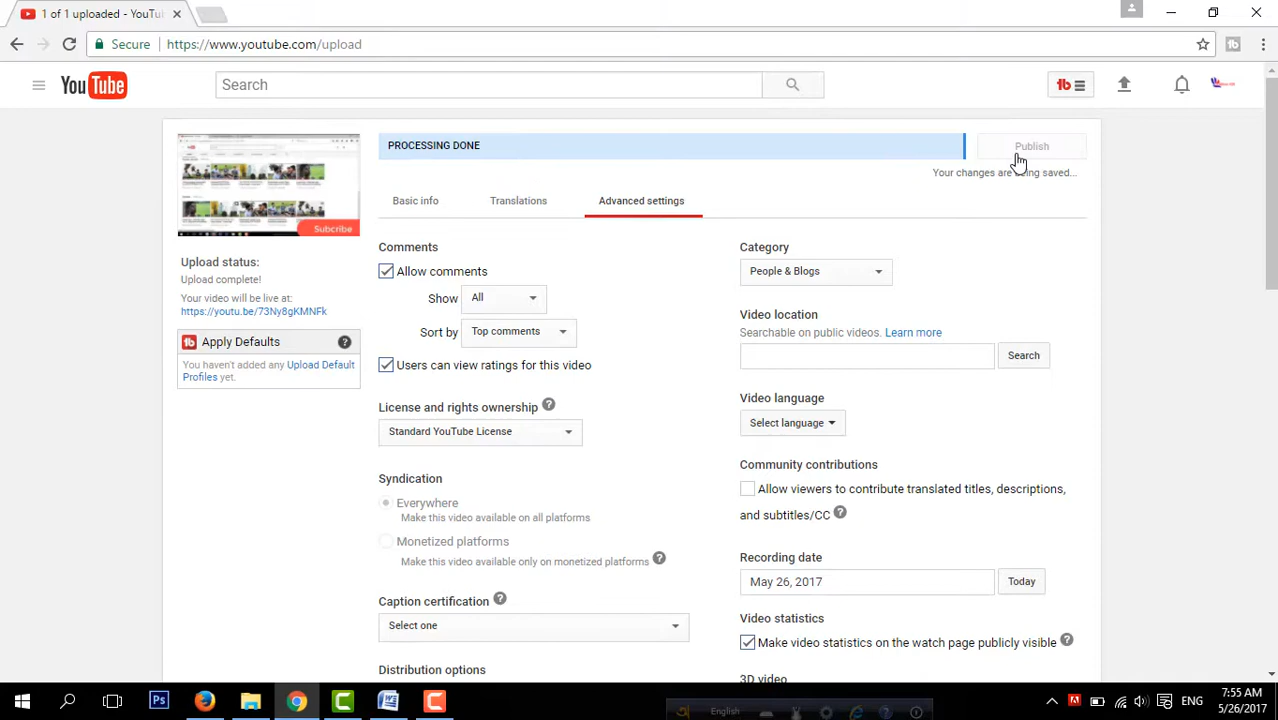 1 of 1 uploaded - YouTu
Secure
https://www.youtube.com/upload
YouTube
Search
PROCESSING DONE
Publish
Your changes are being saved...
Basic info
Translations
Advanced settings
Subcribe
Upload status:
Upload complete!
Your video will be live at:
https://youtu.be/73Ny8gKMNFk
Apply Defaults
You haven't added any Upload Default
Profiles yet.
Comments
Allow comments
Show
All
Sort by
Top comments
Users can view ratings for this video
License and rights ownership
Standard YouTube License
Syndication
Everywhere
Make this video available on all platforms
Monetized platforms
Make this video available only on monetized platforms
Caption certification
Select one
Distribution options
Category
People & Blogs
Video location
Searchable on public videos. Learn more
Search
Video language
Select language
Community contributions
Allow viewers to contribute translated titles, descriptions,
and subtitles/CC
Recording date
May 26, 2017
Today
Video statistics
Make video statistics on the watch page publicly visible
3D video
Ps
English
ENG
7:55 AM
5/26/2017